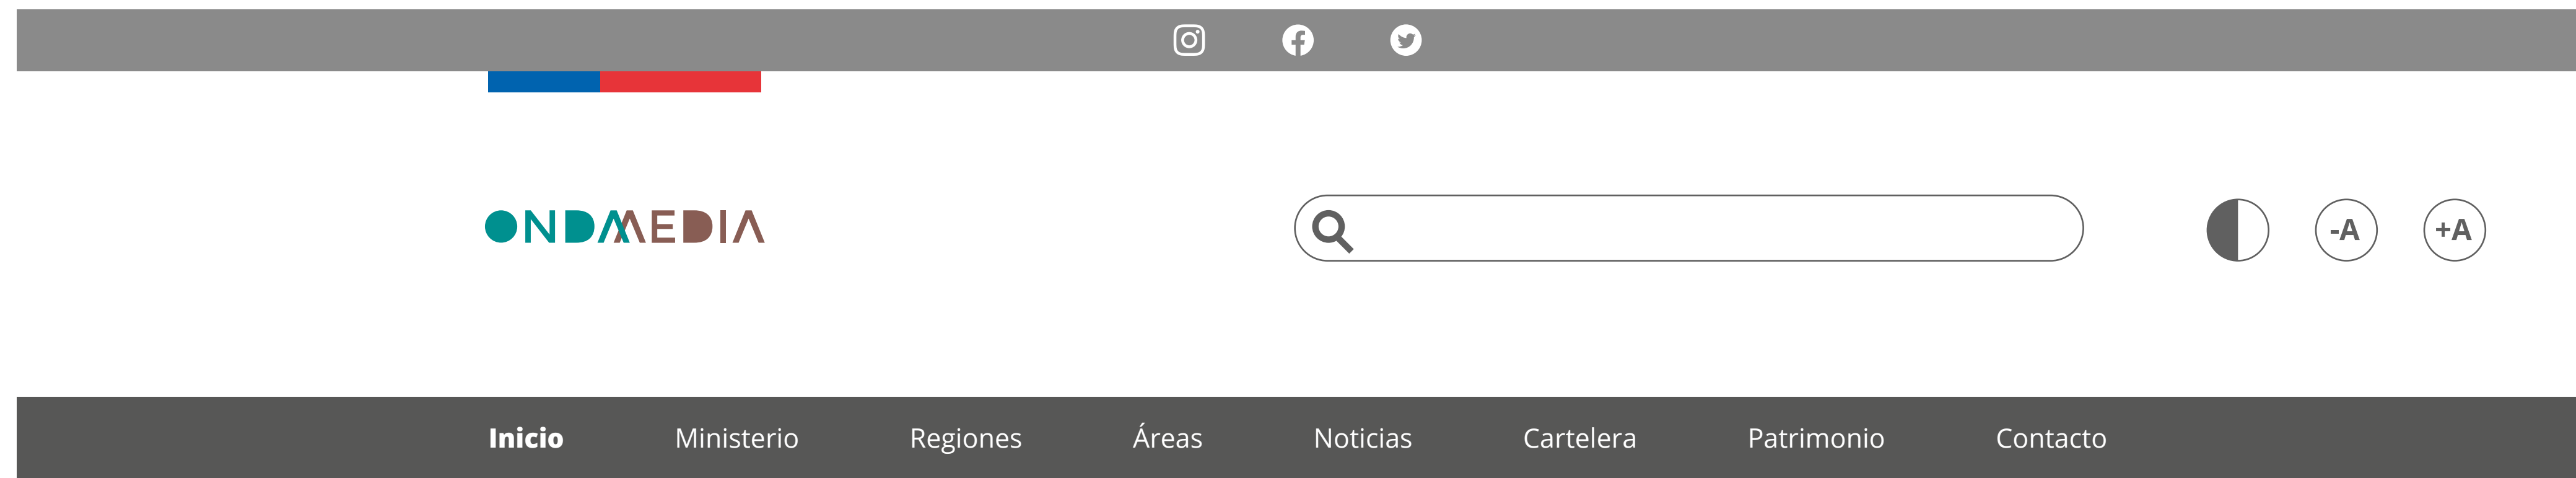 ONDAMEDIA
-A +A
Inicio Ministerio Regiones Áreas Noticias Cartelera Patrimonio Contacto